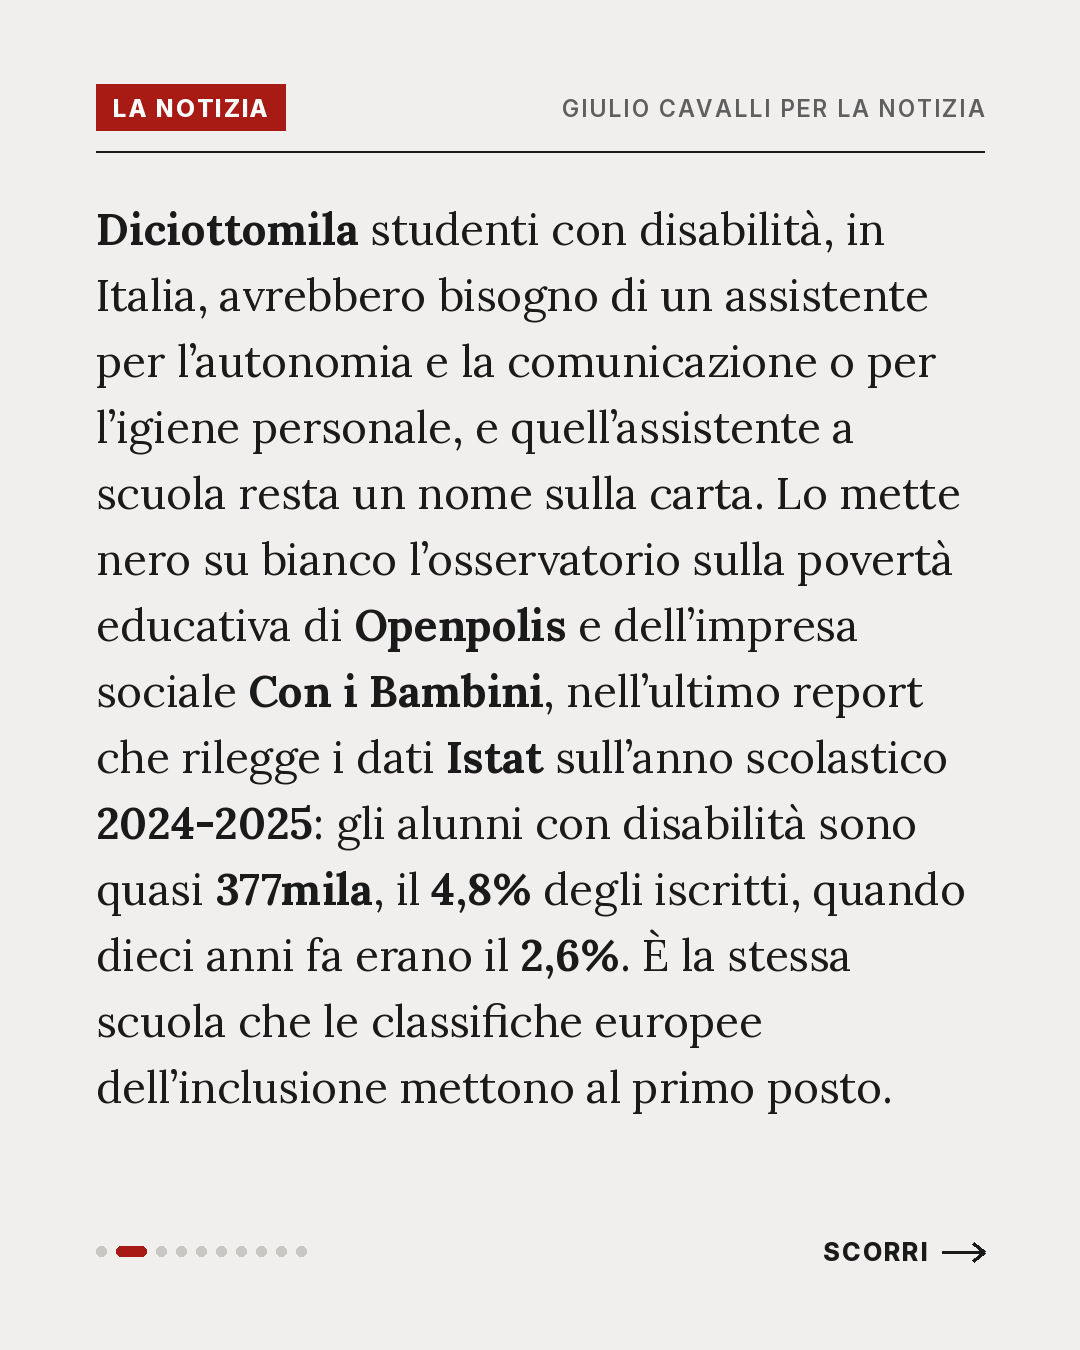 LA NOTIZIA
GIULIO CAVALLI PER LA NOTIZIA
Diciottomila studenti con disabilità, in
Italia, avrebbero bisogno di un assistente
per l’autonomia e la comunicazione o per
l’igiene personale, e quell’assistente a
scuola resta un nome sulla carta. Lo mette
nero su bianco l’osservatorio sulla povertà
educativa di Openpolis e dell’impresa
sociale Con i Bambini, nell’ultimo report
che rilegge i dati Istat sull’anno scolastico
2024-2025: gli alunni con disabilità sono
quasi 377mila, il 4,8% degli iscritti, quando
dieci anni fa erano il 2,6%. È la stessa
scuola che le classifiche europee
dell’inclusione mettono al primo posto.
SCORRI